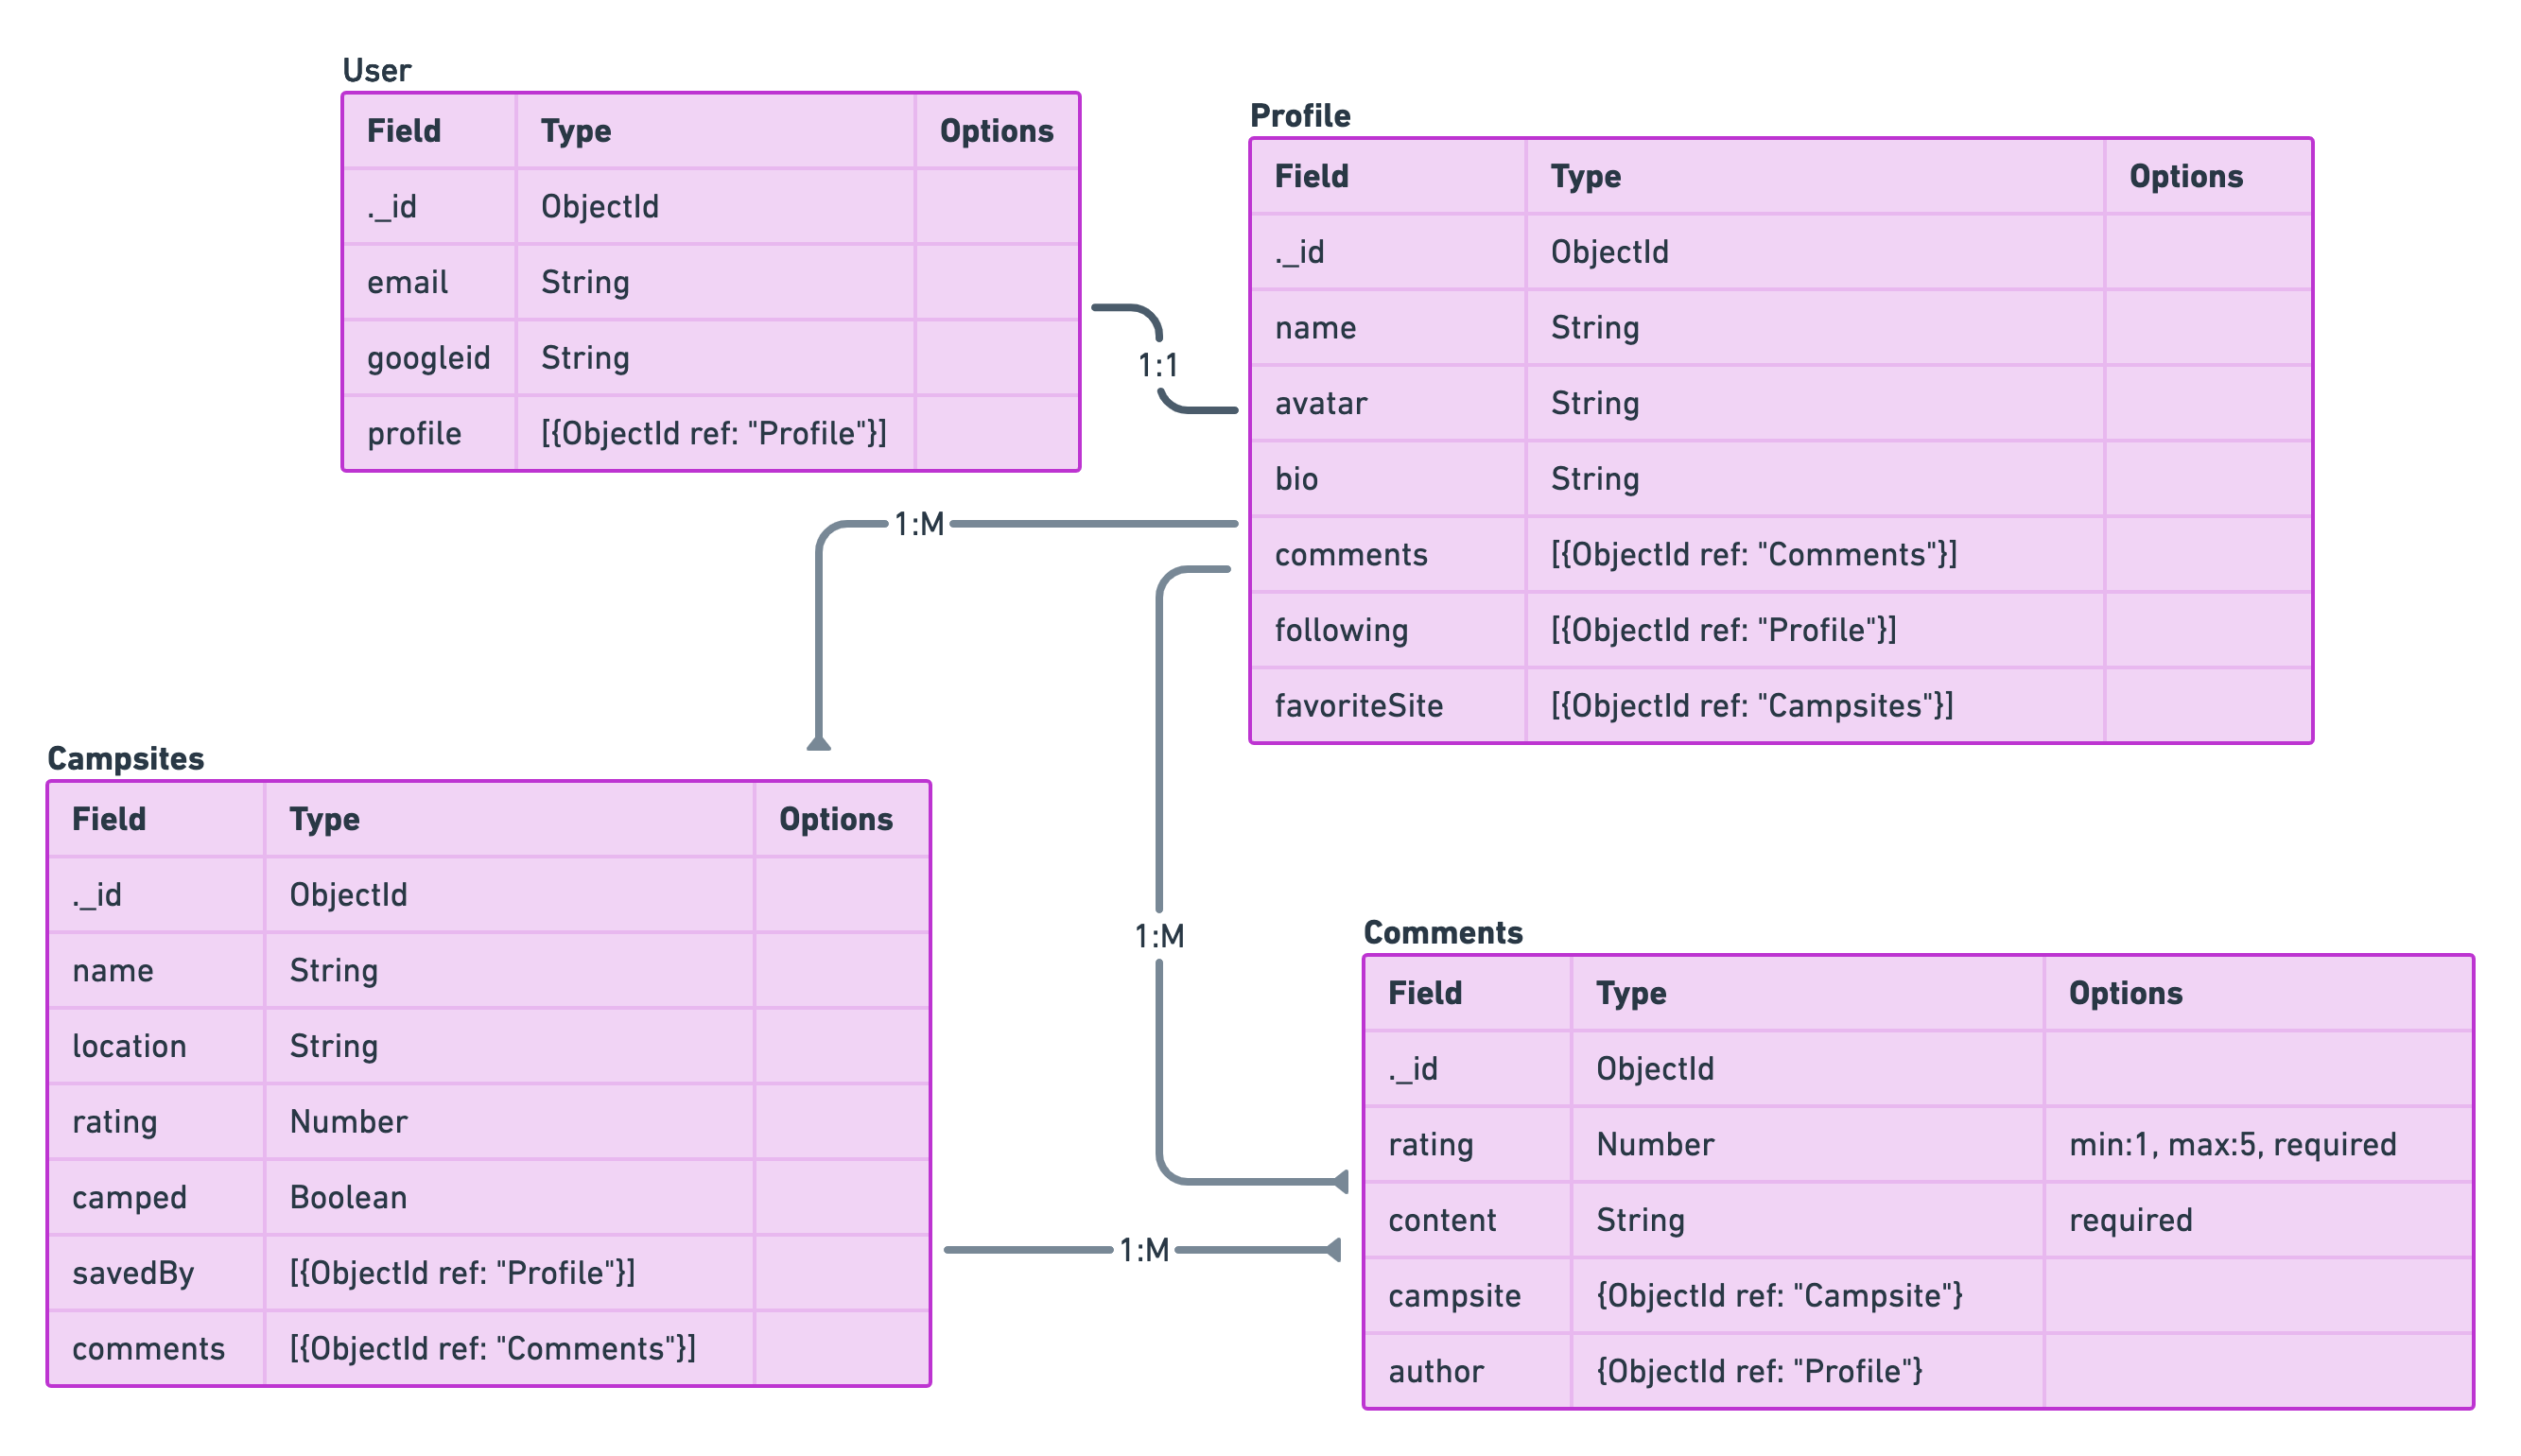 User
Field Type Options
._id ObjectId
email String
googleid String
profile [{ObjectId ref: "Profile"}]
Profile
Field Type Options
._id ObjectId
name String
avatar String
bio String
comments [{ObjectId ref: "Comments"}]
following [{ObjectId ref: "Profile"}]
favoriteSite [{ObjectId ref: "Campsites"}]
1:1
1:M
Campsites
Field Type Options
._id ObjectId
name String
location String
rating Number
camped Boolean
savedBy [{ObjectId ref: "Profile"}]
comments [{ObjectId ref: "Comments"}]
1:M
1:M
Comments
Field Type Options
._id ObjectId
rating Number min:1, max:5, required
content String required
campsite {ObjectId ref: "Campsite"}
author {ObjectId ref: "Profile"}